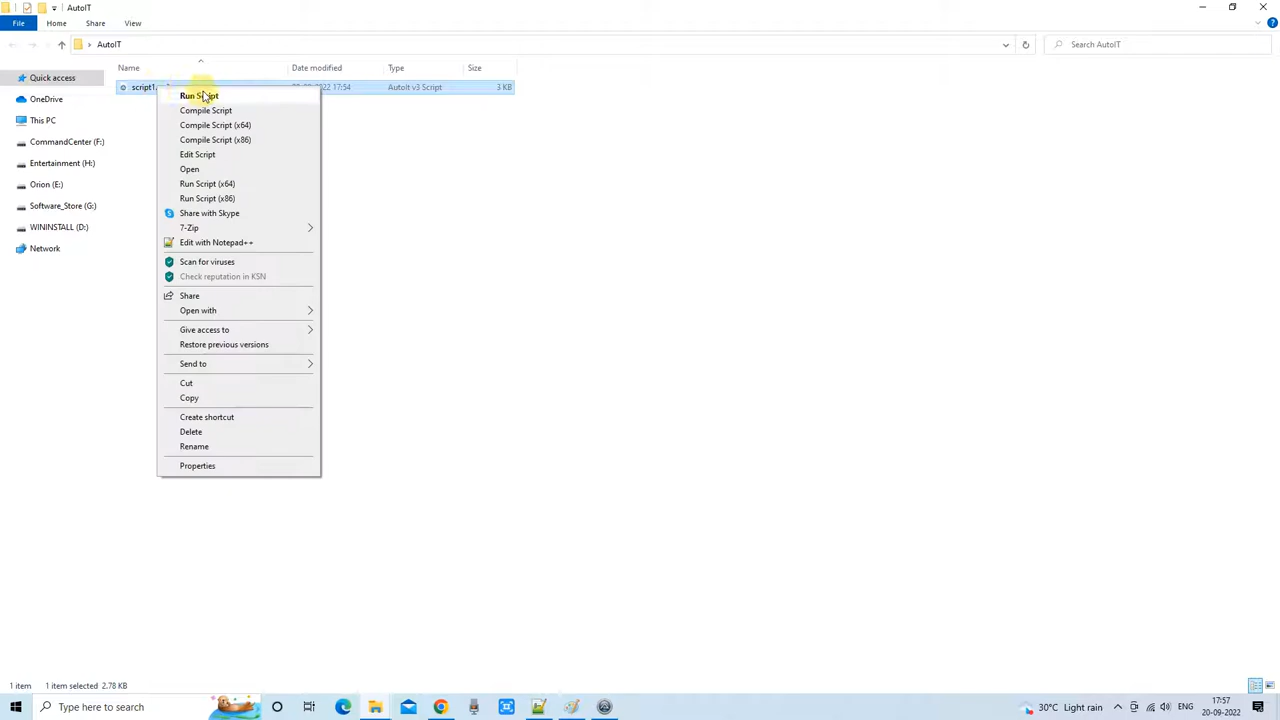 AutoIT
File Home Share View
AutoIT
Search AutoIT
Name Date modified Type Size
script1. 17:54 AutoIt v3 Script 3 KB
Quick access
OneDrive
This PC
CommandCenter (F:)
Entertainment (H:)
Orion (E:)
Software_Store (G:)
WININSTALL (D:)
Network
Run Script
Compile Script
Compile Script (x64)
Compile Script (x86)
Edit Script
Open
Run Script (x64)
Run Script (x86)
Share with Skype
7-Zip
Edit with Notepad++
Scan for viruses
Check reputation in KSN
Share
Open with
Give access to
Restore previous versions
Send to
Cut
Copy
Create shortcut
Delete
Rename
Properties
1 item 1 item selected 2.78 KB
Type here to search
30°C Light rain
ENG
17:57
20-09-2022